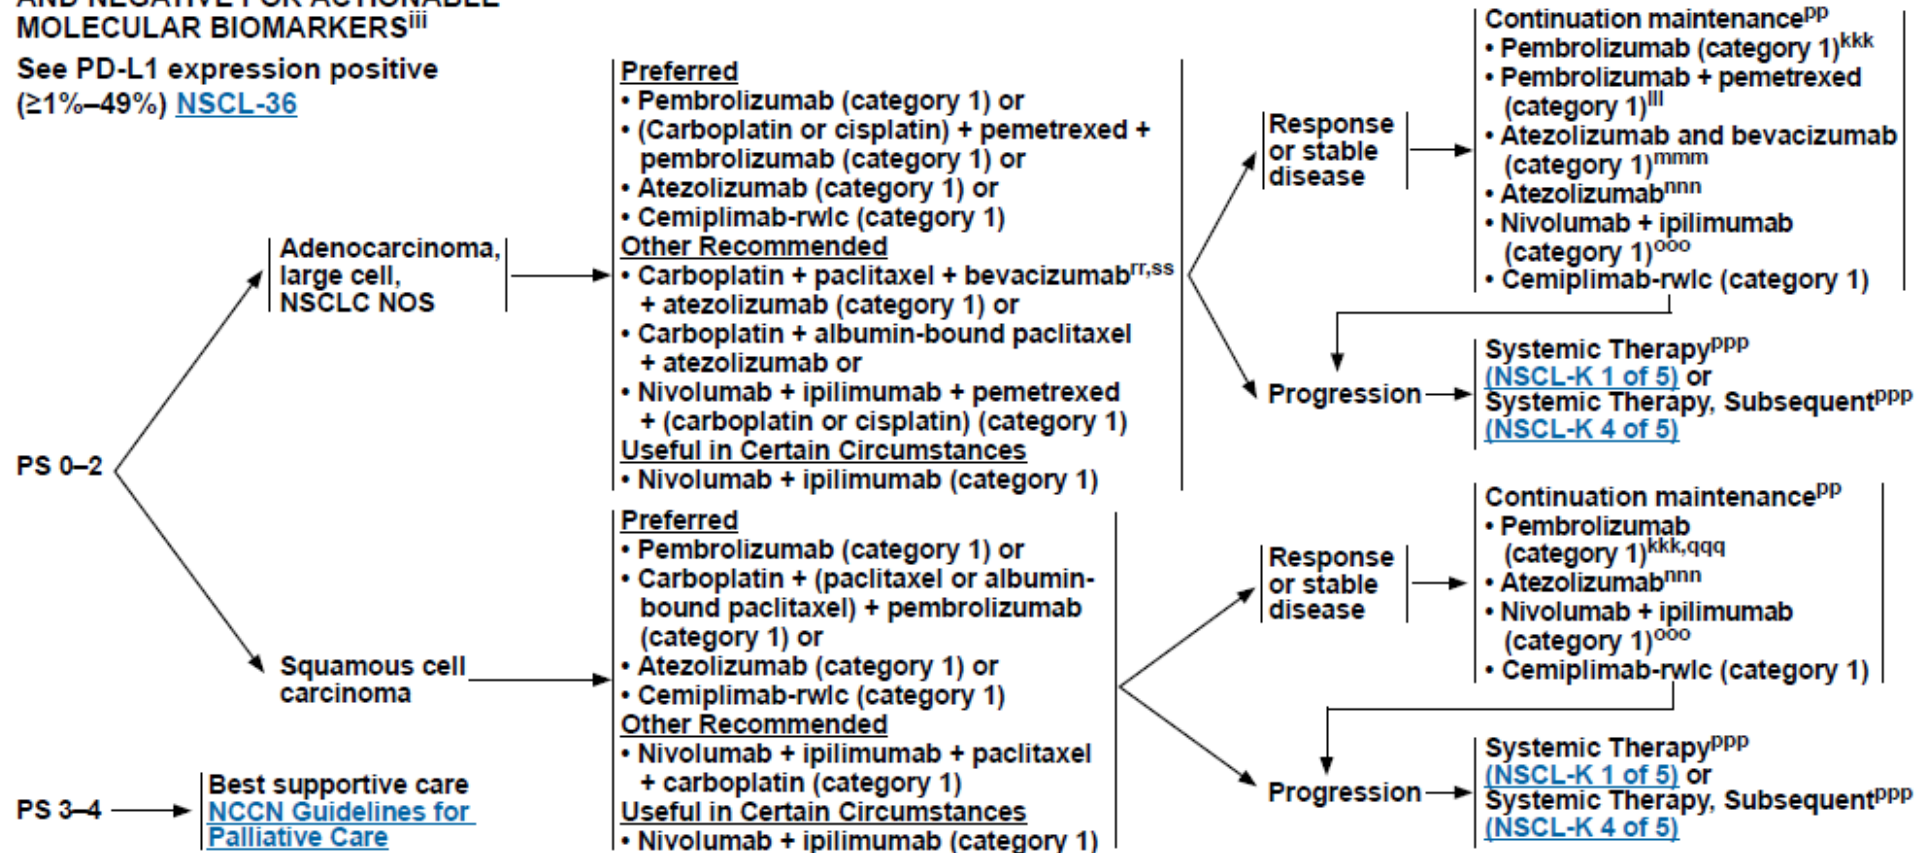 AND NEGATIVE FOR ACTIONABLE
MOLECULAR BIOMARKERSiii
See PD-L1 expression positive
(≥1%–49%) NSCL-36
PS 0–2
Adenocarcinoma,
large cell,
NSCLC NOS
Preferred
• Pembrolizumab (category 1) or
• (Carboplatin or cisplatin) + pemetrexed +
pembrolizumab (category 1) or
• Atezolizumab (category 1) or
• Cemiplimab-rwlc (category 1)
Other Recommended
• Carboplatin + paclitaxel + bevacizumabrr,ss
+ atezolizumab (category 1) or
• Carboplatin + albumin-bound paclitaxel
+ atezolizumab or
• Nivolumab + ipilimumab + pemetrexed
+ (carboplatin or cisplatin) (category 1)
Useful in Certain Circumstances
• Nivolumab + ipilimumab (category 1)
Response
or stable
disease
Continuation maintenancepp
• Pembrolizumab (category 1)kkk
• Pembrolizumab + pemetrexed
(category 1)lll
• Atezolizumab and bevacizumab
(category 1)mmm
• Atezolizumabnnn
• Nivolumab + ipilimumab
(category 1)ooo
• Cemiplimab-rwlc (category 1)
Progression
Systemic Therapyppp
(NSCL-K 1 of 5) or
Systemic Therapy, Subsequentppp
(NSCL-K 4 of 5)
Squamous cell
carcinoma
Preferred
• Pembrolizumab (category 1) or
• Carboplatin + (paclitaxel or albumin-
bound paclitaxel) + pembrolizumab
(category 1) or
• Atezolizumab (category 1) or
• Cemiplimab-rwlc (category 1)
Other Recommended
• Nivolumab + ipilimumab + paclitaxel
+ carboplatin (category 1)
Useful in Certain Circumstances
• Nivolumab + ipilimumab (category 1)
Response
or stable
disease
Continuation maintenancepp
• Pembrolizumab
(category 1)kkk,qqq
• Atezolizumabnnn
• Nivolumab + ipilimumab
(category 1)ooo
• Cemiplimab-rwlc (category 1)
Progression
Systemic Therapyppp
(NSCL-K 1 of 5) or
Systemic Therapy, Subsequentppp
(NSCL-K 4 of 5)
PS 3–4
Best supportive care
NCCN Guidelines for
Palliative Care